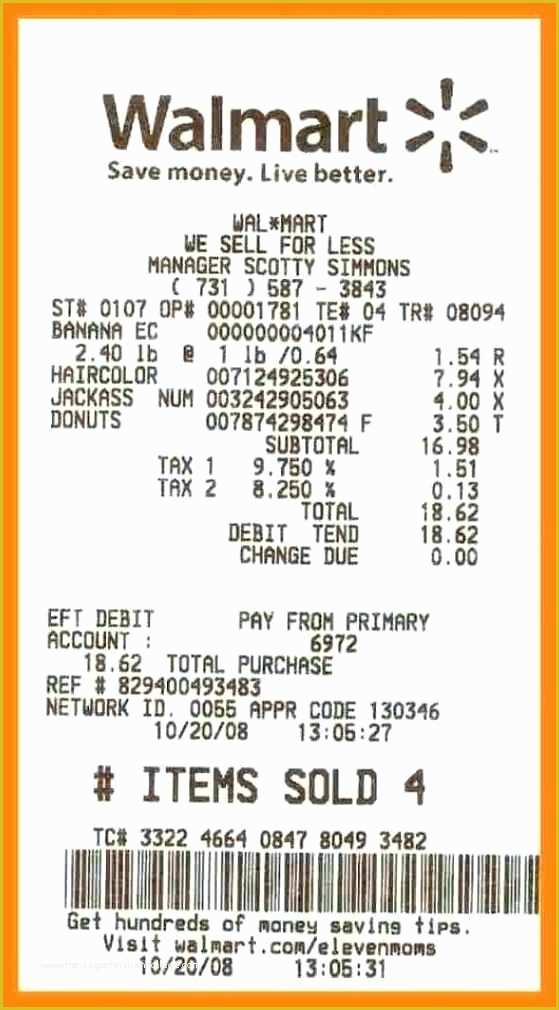 Walmart
Save money. Live better.
WAL*MART
WE SELL FOR LESS
MANAGER SCOTTY SIMMONS
( 731 ) 587 - 3843
ST# 0107 OP# 00001781 TE# 04 TR# 08094
BANANA EC 000000004011KF
2.40 lb @ 1 lb /0.64 1.54 R
HAIRCOLOR 007124925306 7.94 X
JACKASS NUM 003242905063 4.00 X
DONUTS 007874298474 F 3.50 T
SUBTOTAL 16.98
TAX 1 9.750 % 1.51
TAX 2 8.250 % 0.13
TOTAL 18.62
DEBIT TEND 18.62
CHANGE DUE 0.00
EFT DEBIT PAY FROM PRIMARY
ACCOUNT : 6972
18.62 TOTAL PURCHASE
REF # 829400493483
NETWORK ID. 0055 APPR CODE 130346
10/20/08 13:05:27
# ITEMS SOLD 4
TC# 3322 4664 0847 8049 3482
Get hundreds of money saving tips.
Visit walmart.com/elevenmoms
10/20/08 13:05:31